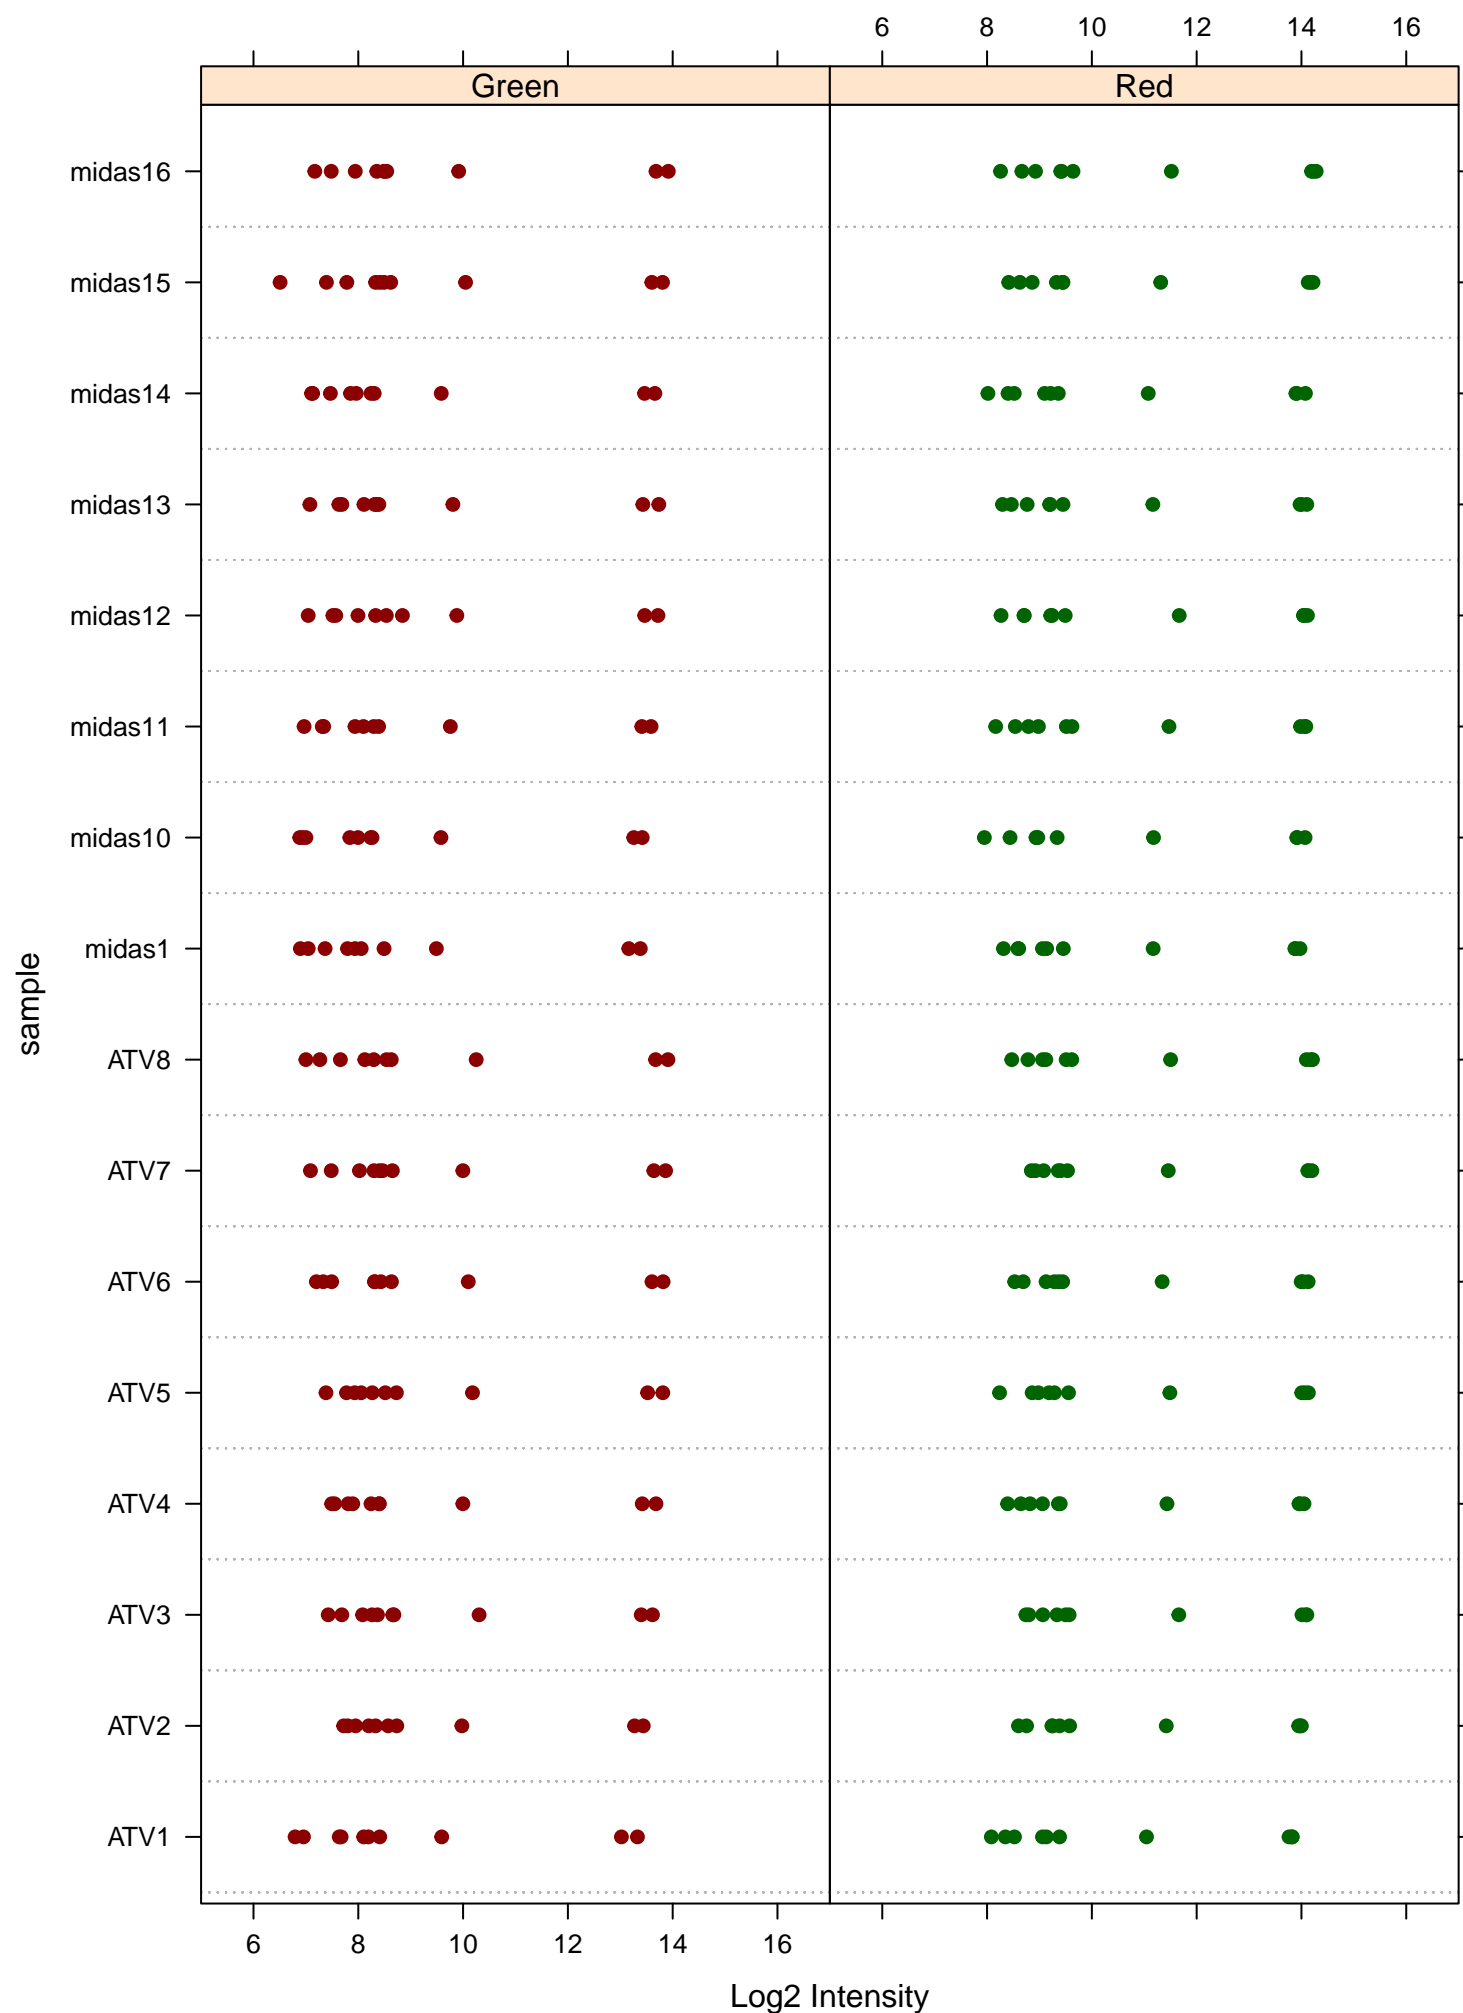 6 8 10 12 14 16
Green Red
midas16
midas15
midas14
midas13
midas12
midas11
midas10
midas1
ATV8
ATV7
ATV6
ATV5
ATV4
ATV3
ATV2
ATV1
sample
6 8 10 12 14 16
Log2 Intensity